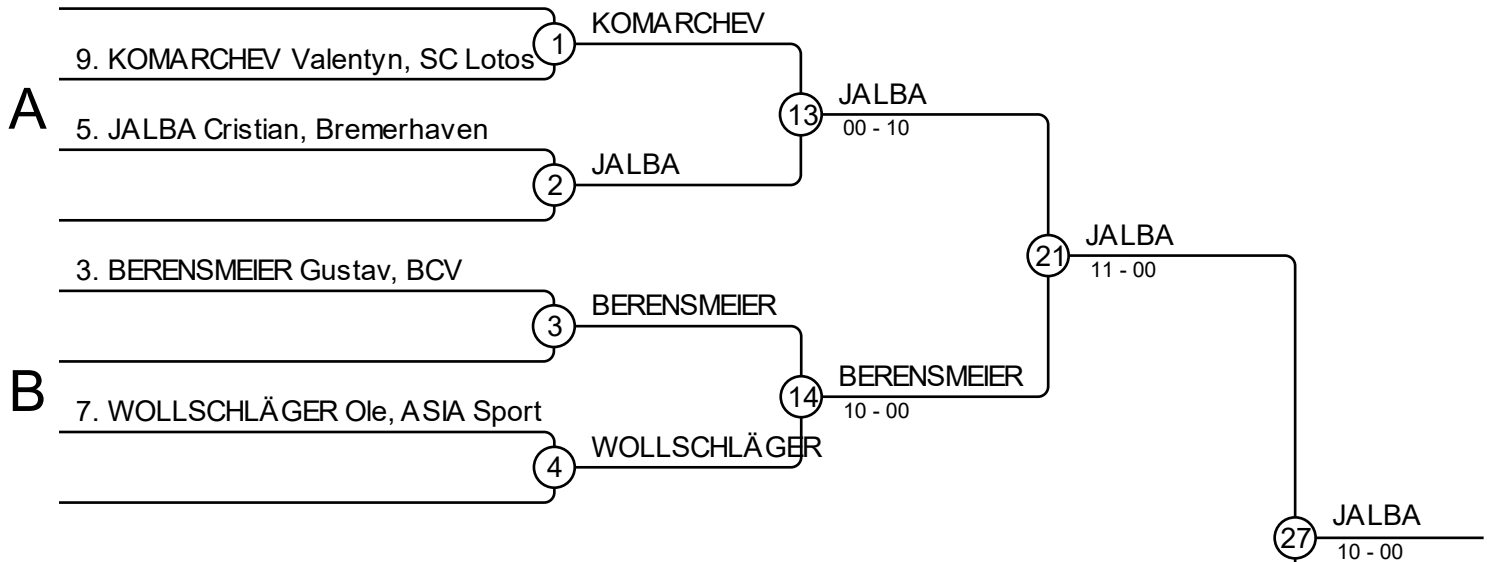 KOMARCHEV
1
9. KOMARCHEV Valentyn, SC Lotos
A
JALBA
13
00 - 10
5. JALBA Cristian, Bremerhaven
JALBA
2
JALBA
21
11 - 00
3. BERENSMEIER Gustav, BCV
BERENSMEIER
3
BERENSMEIER
B
14
10 - 00
7. WOLLSCHLÄGER Ole, ASIA Sport
WOLLSCHLÄGER
4
JALBA
27
10 - 00